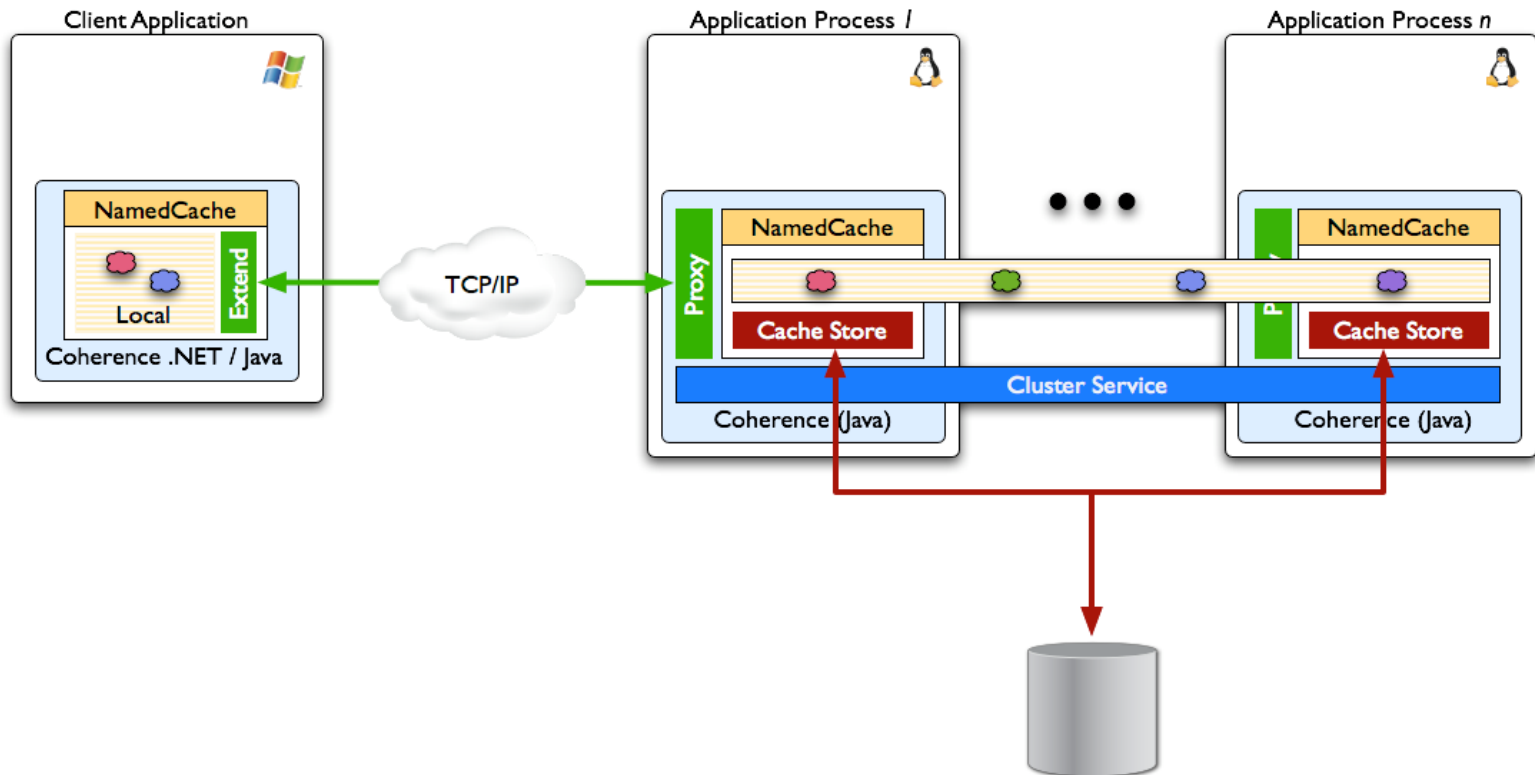 Client Application
NamedCache
Local
Extend
Coherence .NET / Java
TCP/IP
Application Process 1
Proxy
NamedCache
Cache Store
Coherence (Java)
Cluster Service
Application Process n
NamedCache
Cache Store
Coherence (Java)